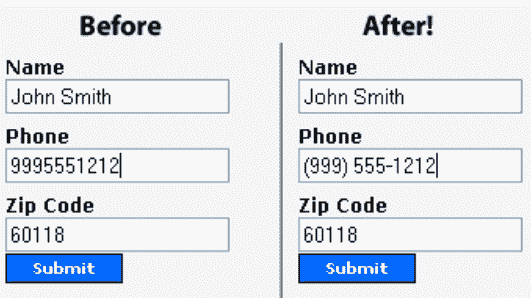 Before
Name
John Smith
Phone
9995551212
Zip Code
60118
Submit
After!
Name
John Smith
Phone
(999) 555-1212
Zip Code
60118
Submit